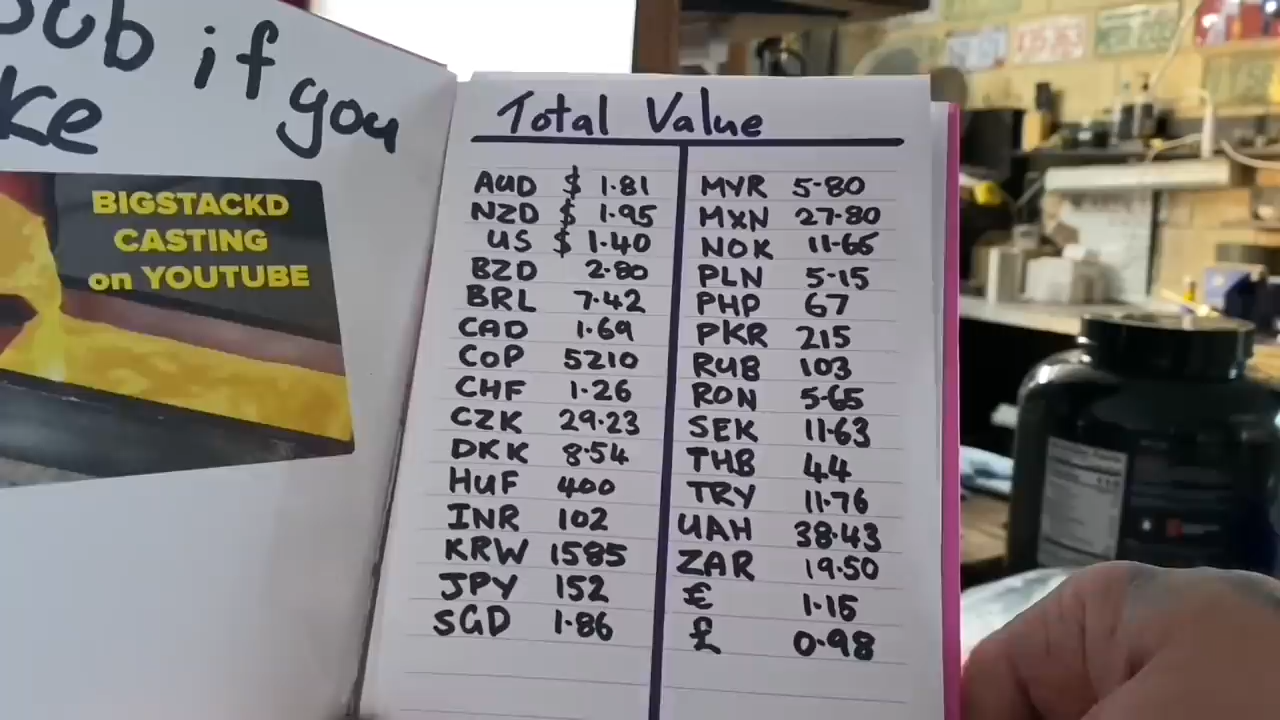 sub if you
ke
BIGSTACKD
CASTING
on YOUTUBE
Total Value
AUD $ 1.81
NZD $ 1.95
US $ 1.40
BZD 2.80
BRL 7.42
CAD 1.69
COP 5210
CHF 1.26
CZK 29.23
DKK 8.54
HUF 400
INR 102
KRW 1585
JPY 152
SGD 1.86
MYR 5-80
MXN 27-80
NOK 11-65
PLN 5-15
PHP 67
PKR 215
RUB 103
RON 5-65
SEK 11-63
THB 44
TRY 11-76
UAH 38-43
ZAR 19.50
€ 1-15
£ 0-98